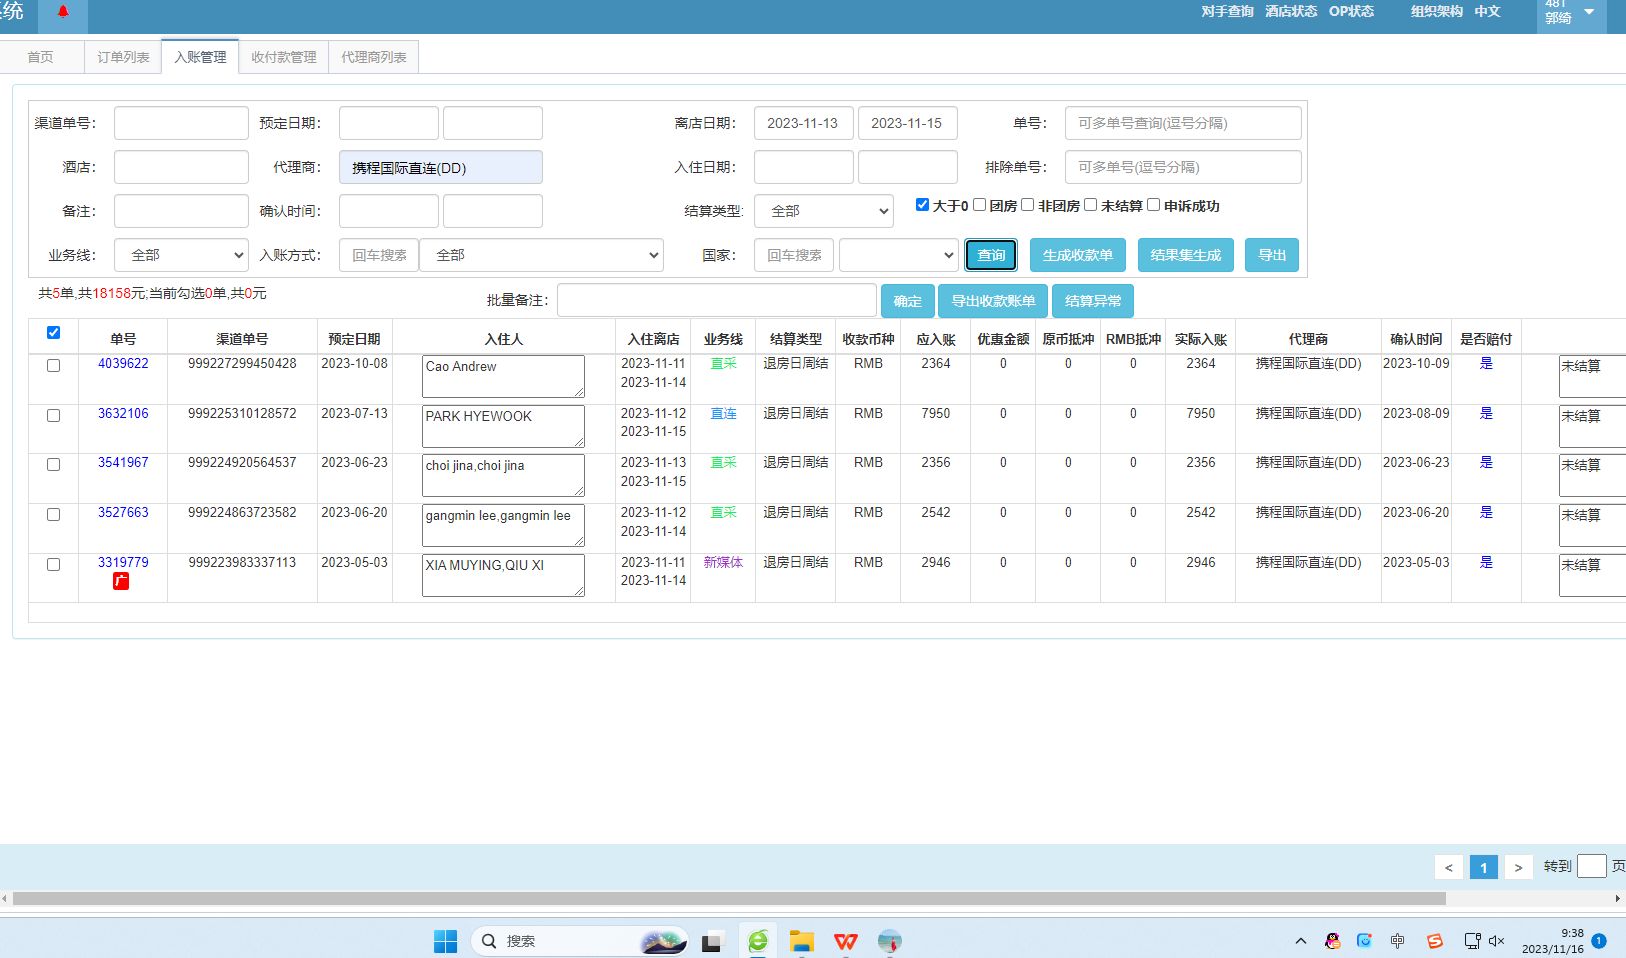 系统 对手查询 酒店状态 OP状态 组织架构 中文 481
郭绮
首页 订单列表 入账管理 收付款管理 代理商列表
渠道单号： 预定日期： 离店日期： 2023-11-13 2023-11-15 单号： 可多单号查询(逗号分隔)
酒店： 代理商： 携程国际直连(DD) 入住日期： 排除单号： 可多单号(逗号分隔)
备注： 确认时间： 结算类型: 全部 大于0 团房 非团房 未结算 申诉成功
业务线： 全部 入账方式： 回车搜索 全部 国家： 回车搜索 查询 生成收款单 结果集生成 导出
共5单,共18158元;当前勾选0单,共0元
批量备注： 确定 导出收款账单 结算异常
单号 渠道单号 预定日期 入住人 入住离店 业务线 结算类型 收款币种 应入账 优惠金额 原币抵冲 RMB抵冲 实际入账 代理商 确认时间 是否赔付
4039622 999227299450428 2023-10-08 Cao Andrew 2023-11-11 直采 退房日周结 RMB 2364 0 0 0 2364 携程国际直连(DD) 2023-10-09 是 未结算
2023-11-14
3632106 999225310128572 2023-07-13 PARK HYEWOOK 2023-11-12 直连 退房日周结 RMB 7950 0 0 0 7950 携程国际直连(DD) 2023-08-09 是 未结算
2023-11-15
3541967 999224920564537 2023-06-23 choi jina,choi jina 2023-11-13 直采 退房日周结 RMB 2356 0 0 0 2356 携程国际直连(DD) 2023-06-23 是 未结算
2023-11-15
3527663 999224863723582 2023-06-20 gangmin lee,gangmin lee 2023-11-12 直采 退房日周结 RMB 2542 0 0 0 2542 携程国际直连(DD) 2023-06-20 是 未结算
2023-11-14
3319779 999223983337113 2023-05-03 XIA MUYING,QIU XI 2023-11-11 新媒体 退房日周结 RMB 2946 0 0 0 2946 携程国际直连(DD) 2023-05-03 是 未结算
广 2023-11-14
< 1 > 转到 页
搜索 中 9:38
2023/11/16 1